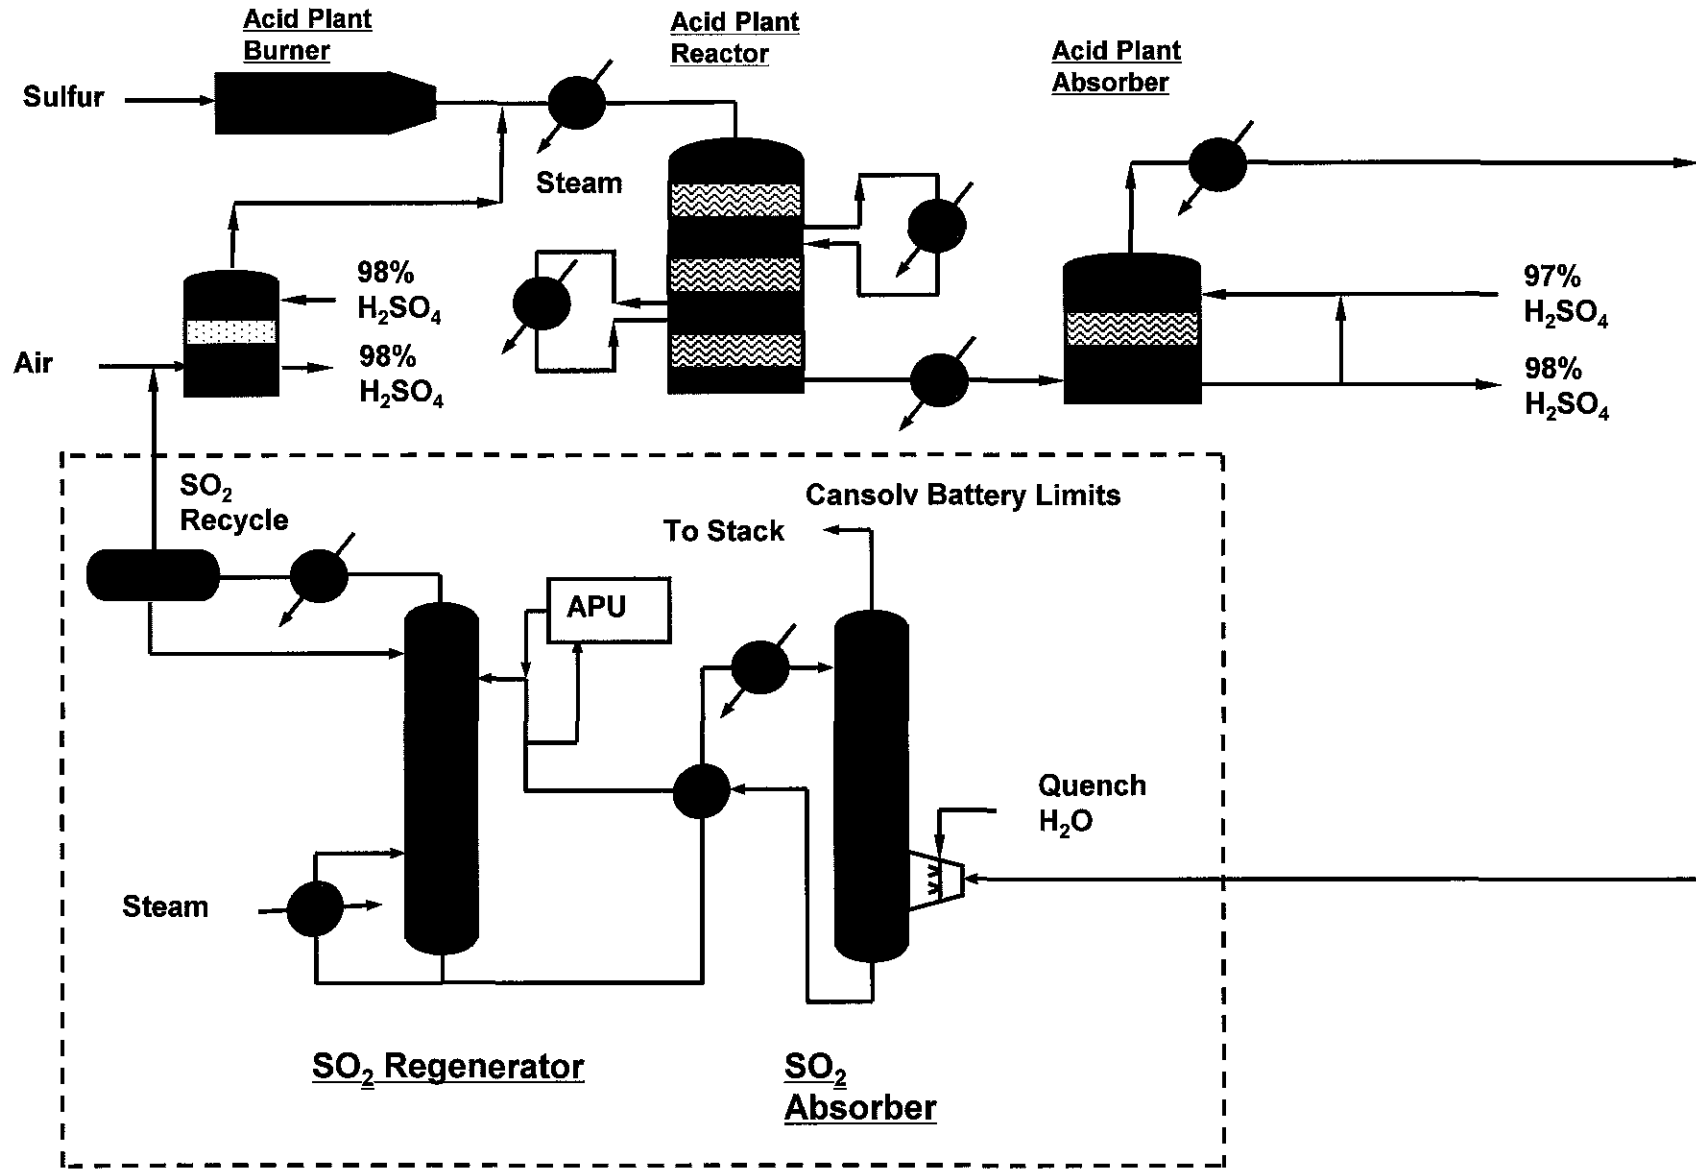 Acid Plant
Burner
Acid Plant
Reactor
Acid Plant
Absorber
Sulfur
Steam
98%
H₂SO₄
98%
H₂SO₄
Air
97%
H₂SO₄
98%
H₂SO₄
SO₂
Recycle
Cansolv Battery Limits
To Stack
APU
Quench
H₂O
Steam
SO₂ Regenerator
SO₂
Absorber